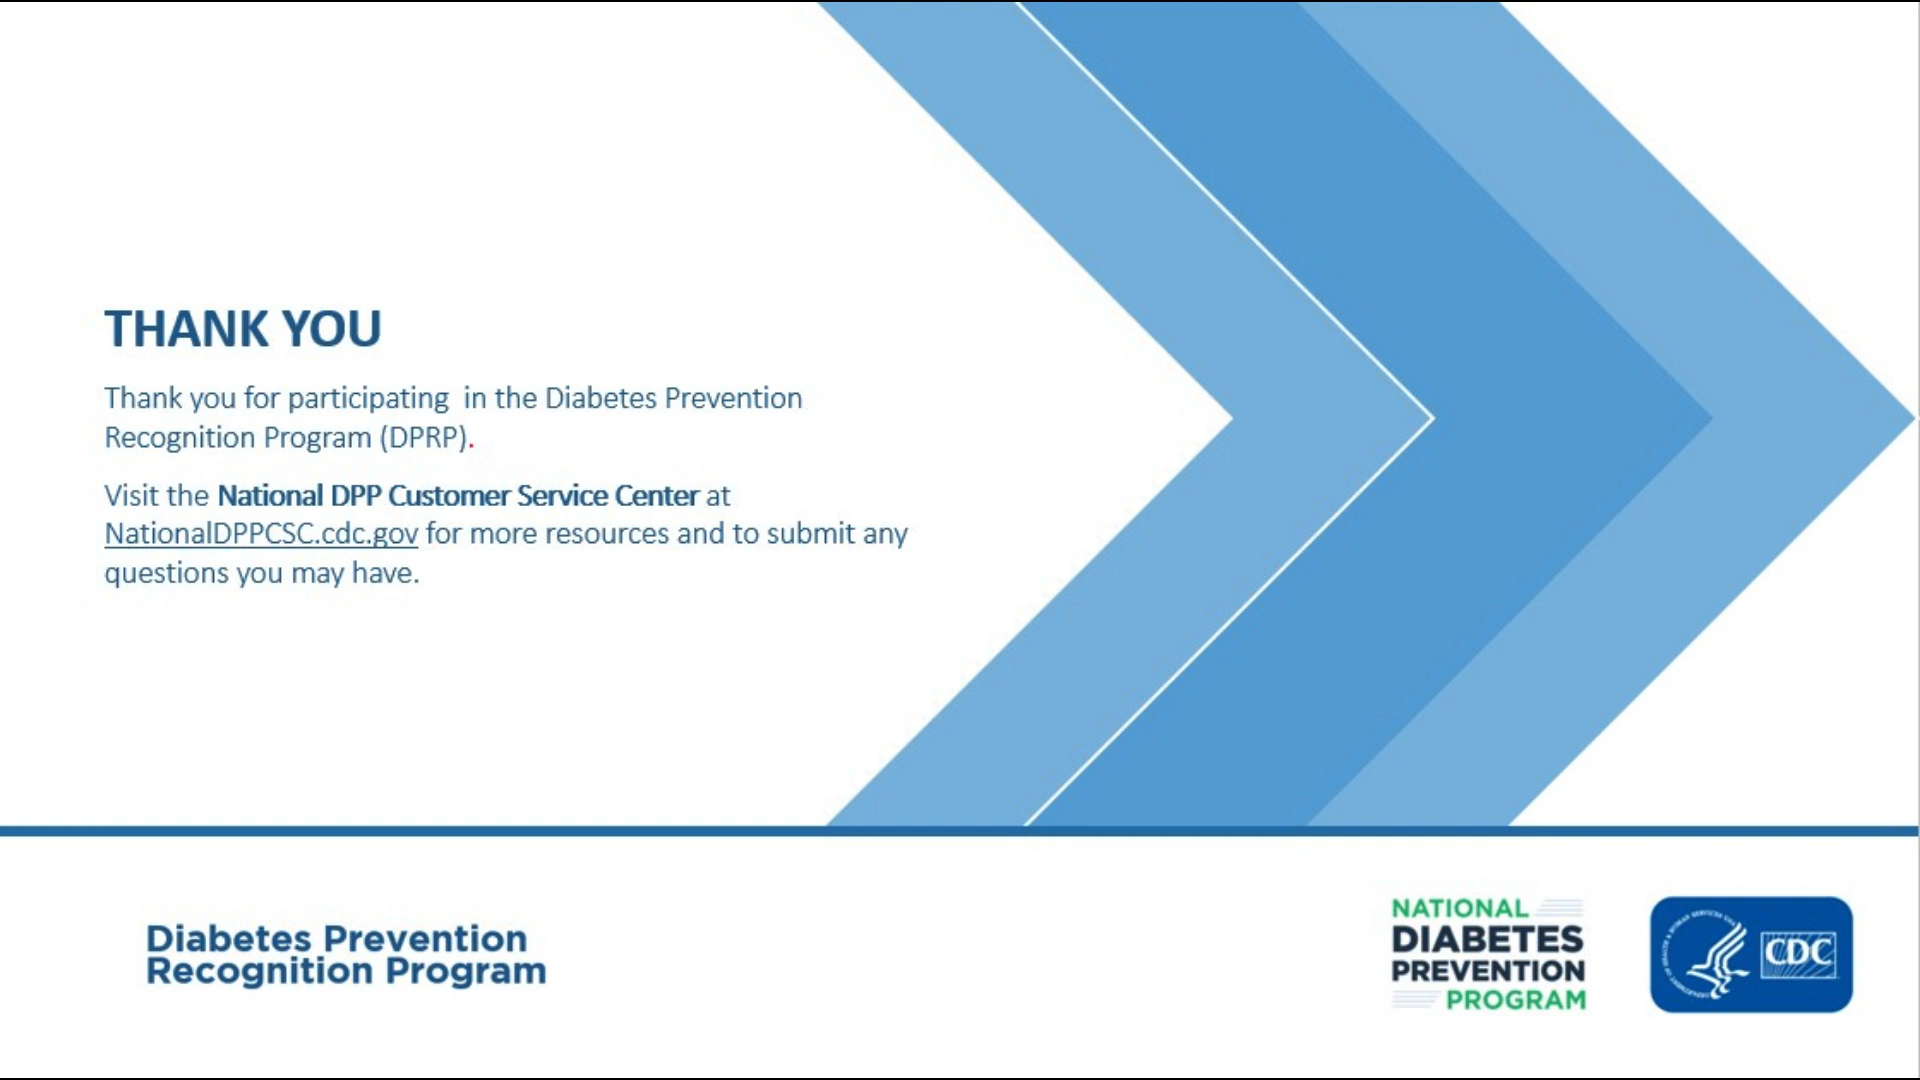 THANK YOU
Thank you for participating  in the Diabetes Prevention
Recognition Program (DPRP).
Visit the National DPP Customer Service Center at
NationalDPPCSC.cdc.gov for more resources and to submit any
questions you may have.
Diabetes Prevention
Recognition Program
NATIONAL
DIABETES
PREVENTION
PROGRAM
CDC